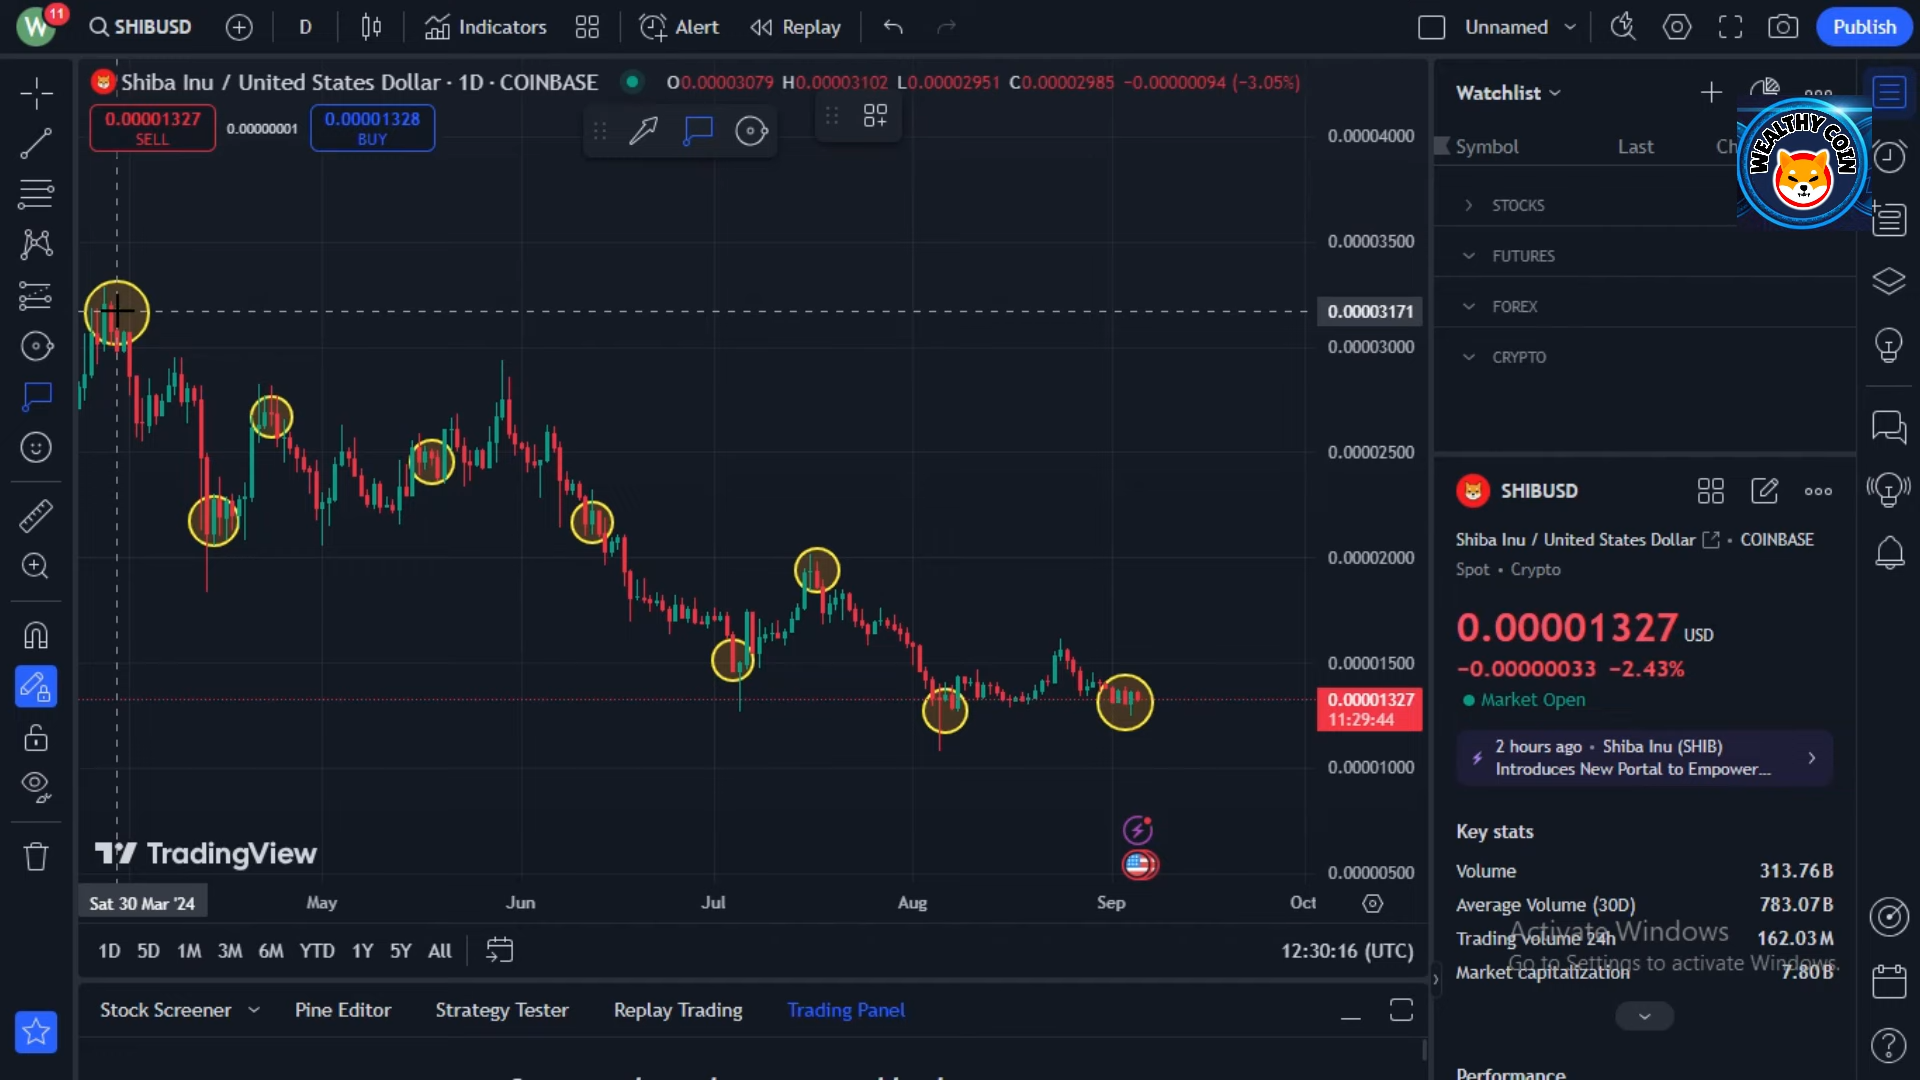 W 11 SHIBUSD D Indicators Alert Replay Unnamed Publish
Shiba Inu / United States Dollar · 1D · COINBASE O0.00003079 H0.00003102 L0.00002951 C0.00002985 −0.00000094 (−3.05%)
0.00001327
SELL
0.00000001
0.00001328
BUY
0.00004000
0.00003500
0.00003171
0.00003000
0.00002500
0.00002000
0.00001500
0.00001327
11:29:44
0.00001000
0.00000500
TradingView
Sat 30 Mar '24 May Jun Jul Aug Sep Oct
1D 5D 1M 3M 6M YTD 1Y 5Y All 12:30:16 (UTC)
Stock Screener Pine Editor Strategy Tester Replay Trading Trading Panel
Watchlist
Symbol Last Ch
WEALTHY COIN
STOCKS
FUTURES
FOREX
CRYPTO
SHIBUSD
Shiba Inu / United States Dollar • COINBASE
Spot • Crypto
0.00001327 USD
−0.00000033 −2.43%
Market Open
2 hours ago • Shiba Inu (SHIB)
Introduces New Portal to Empower...
Key stats
Volume 313.76B
Average Volume (30D) 783.07B
Trading volume 24h 162.03M
Market capitalization 7.80B
Activate Windows
Go to Settings to activate Windows.
Performance